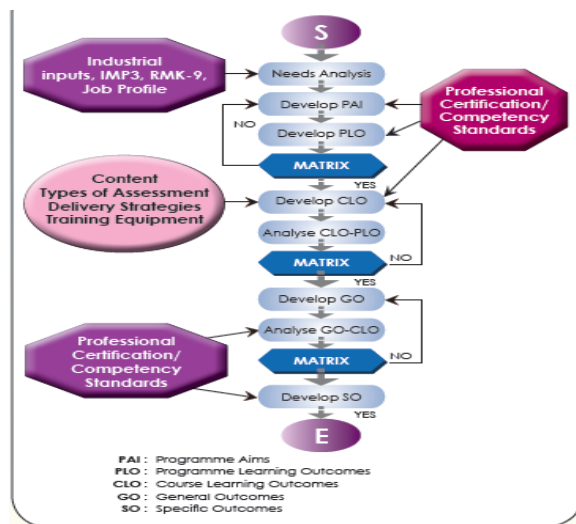 S
Industrial
inputs, IMP3, RMK-9,
Job Profile
Needs Analysis
Professional
Certification/
Competency
Standards
Develop PAI
NO
Develop PLO
MATRIX
YES
Content
Types of Assessment
Delivery Strategies
Training Equipment
Develop CLO
Analyse CLO-PLO
MATRIX
NO
YES
Develop GO
Professional
Certification/
Competency
Standards
Analyse GO-CLO
MATRIX
NO
Develop SO
YES
E
PAI : Programme Aims
PLO : Programme Learning Outcomes
CLO : Course Learning Outcomes
GO : General Outcomes
SO : Specific Outcomes